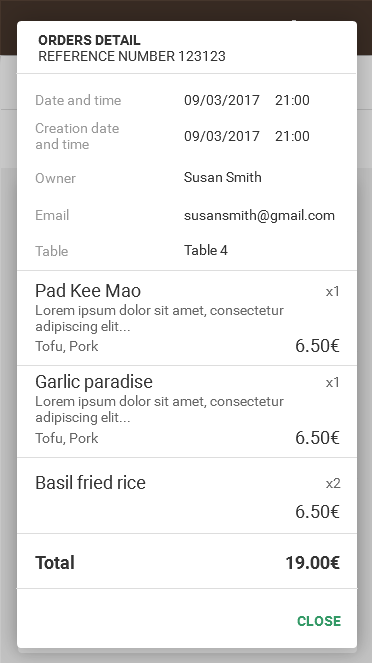 ORDERS DETAIL
REFERENCE NUMBER 123123
Date and time 09/03/2017 21:00
Creation date
and time 09/03/2017 21:00
Owner Susan Smith
Email susansmith@gmail.com
Table Table 4
Pad Kee Mao x1
Lorem ipsum dolor sit amet, consectetur
adipiscing elit...
Tofu, Pork 6.50€
Garlic paradise x1
Lorem ipsum dolor sit amet, consectetur
adipiscing elit...
Tofu, Pork 6.50€
Basil fried rice x2
6.50€
Total 19.00€
CLOSE